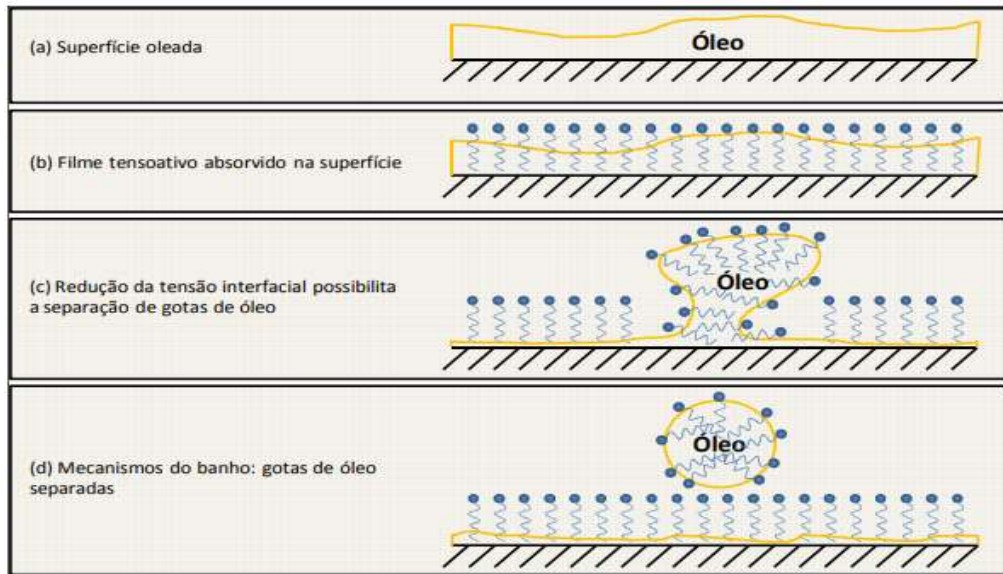 (a) Superfície oleada
Óleo
(b) Filme tensoativo absorvido na superfície
(c) Redução da tensão interfacial possibilita
a separação de gotas de óleo
Óleo
(d) Mecanismos do banho: gotas de óleo
separadas
Óleo